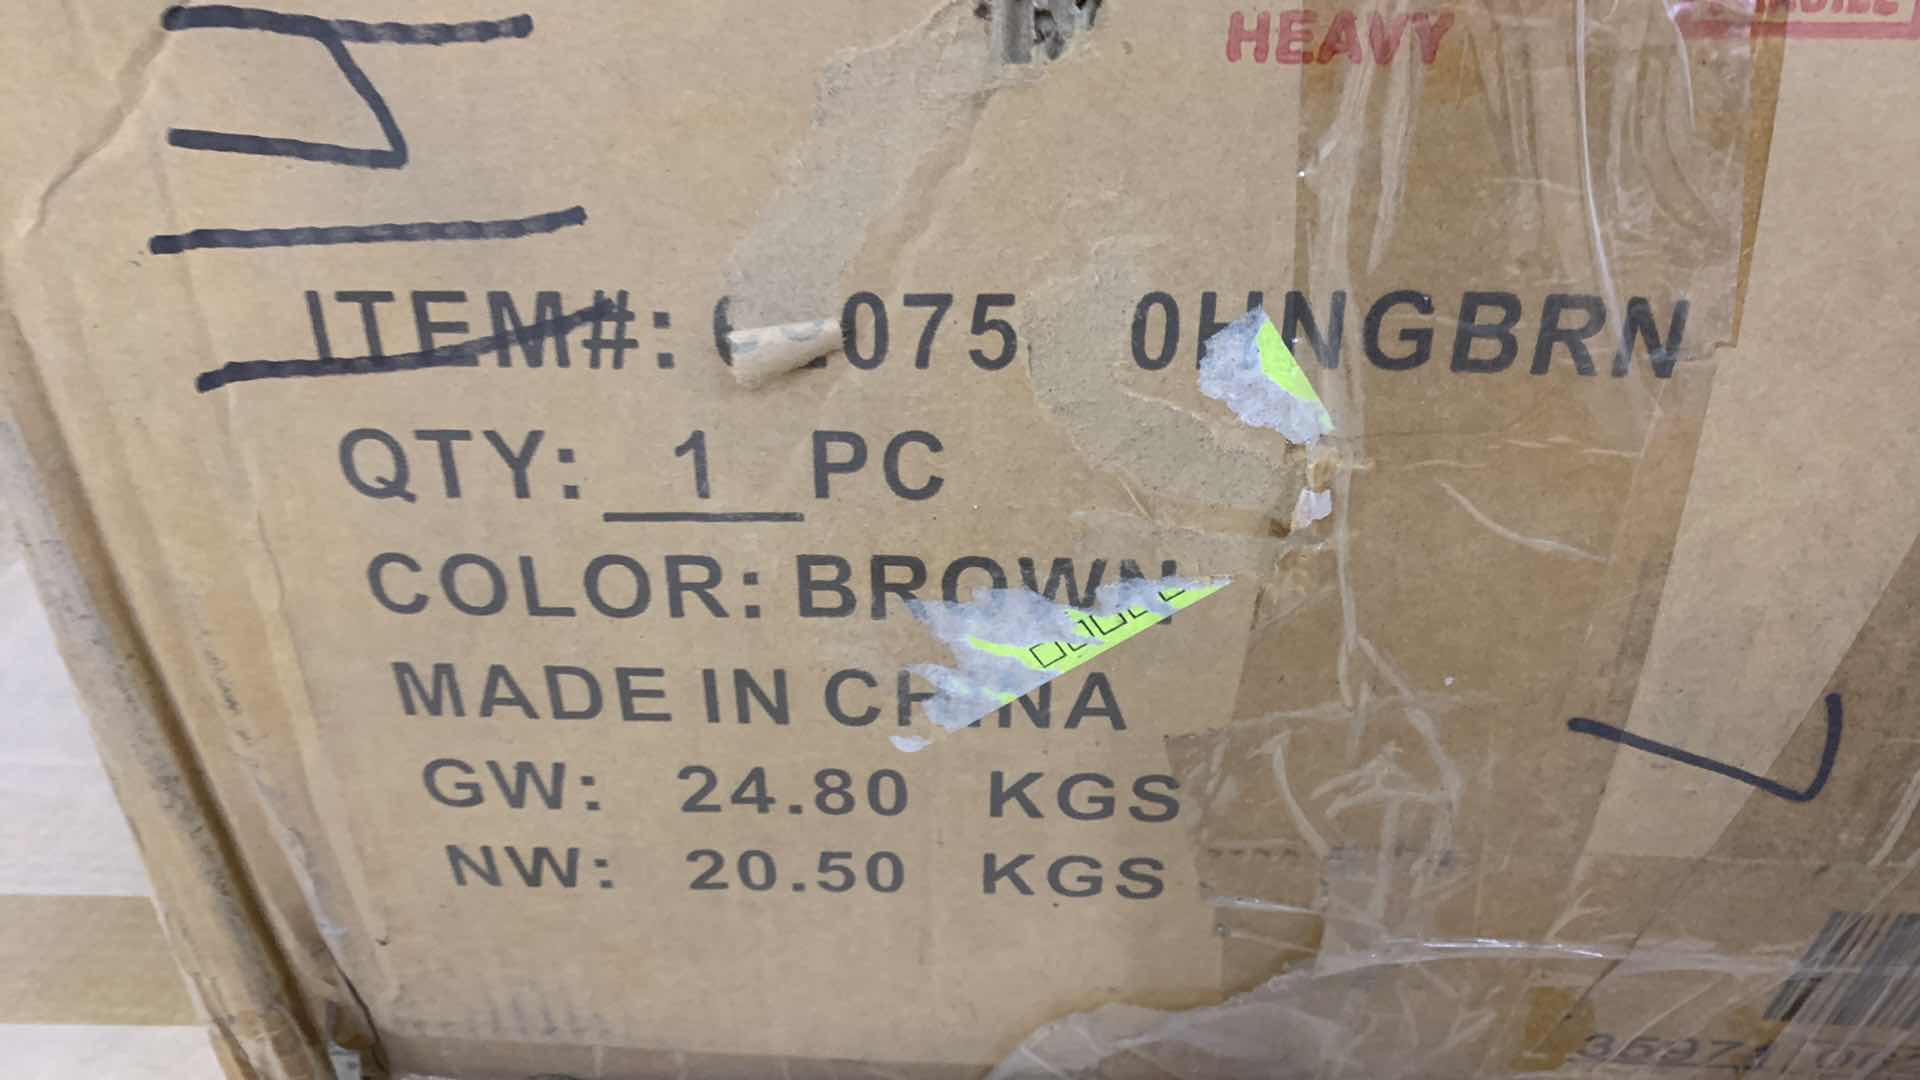 HEAVY
ITEM#: 075 0HNGBRN
QTY: 1 PC
COLOR: BROWN
MADE IN CHINA
GW: 24.80 KGS
NW: 20.50 KGS